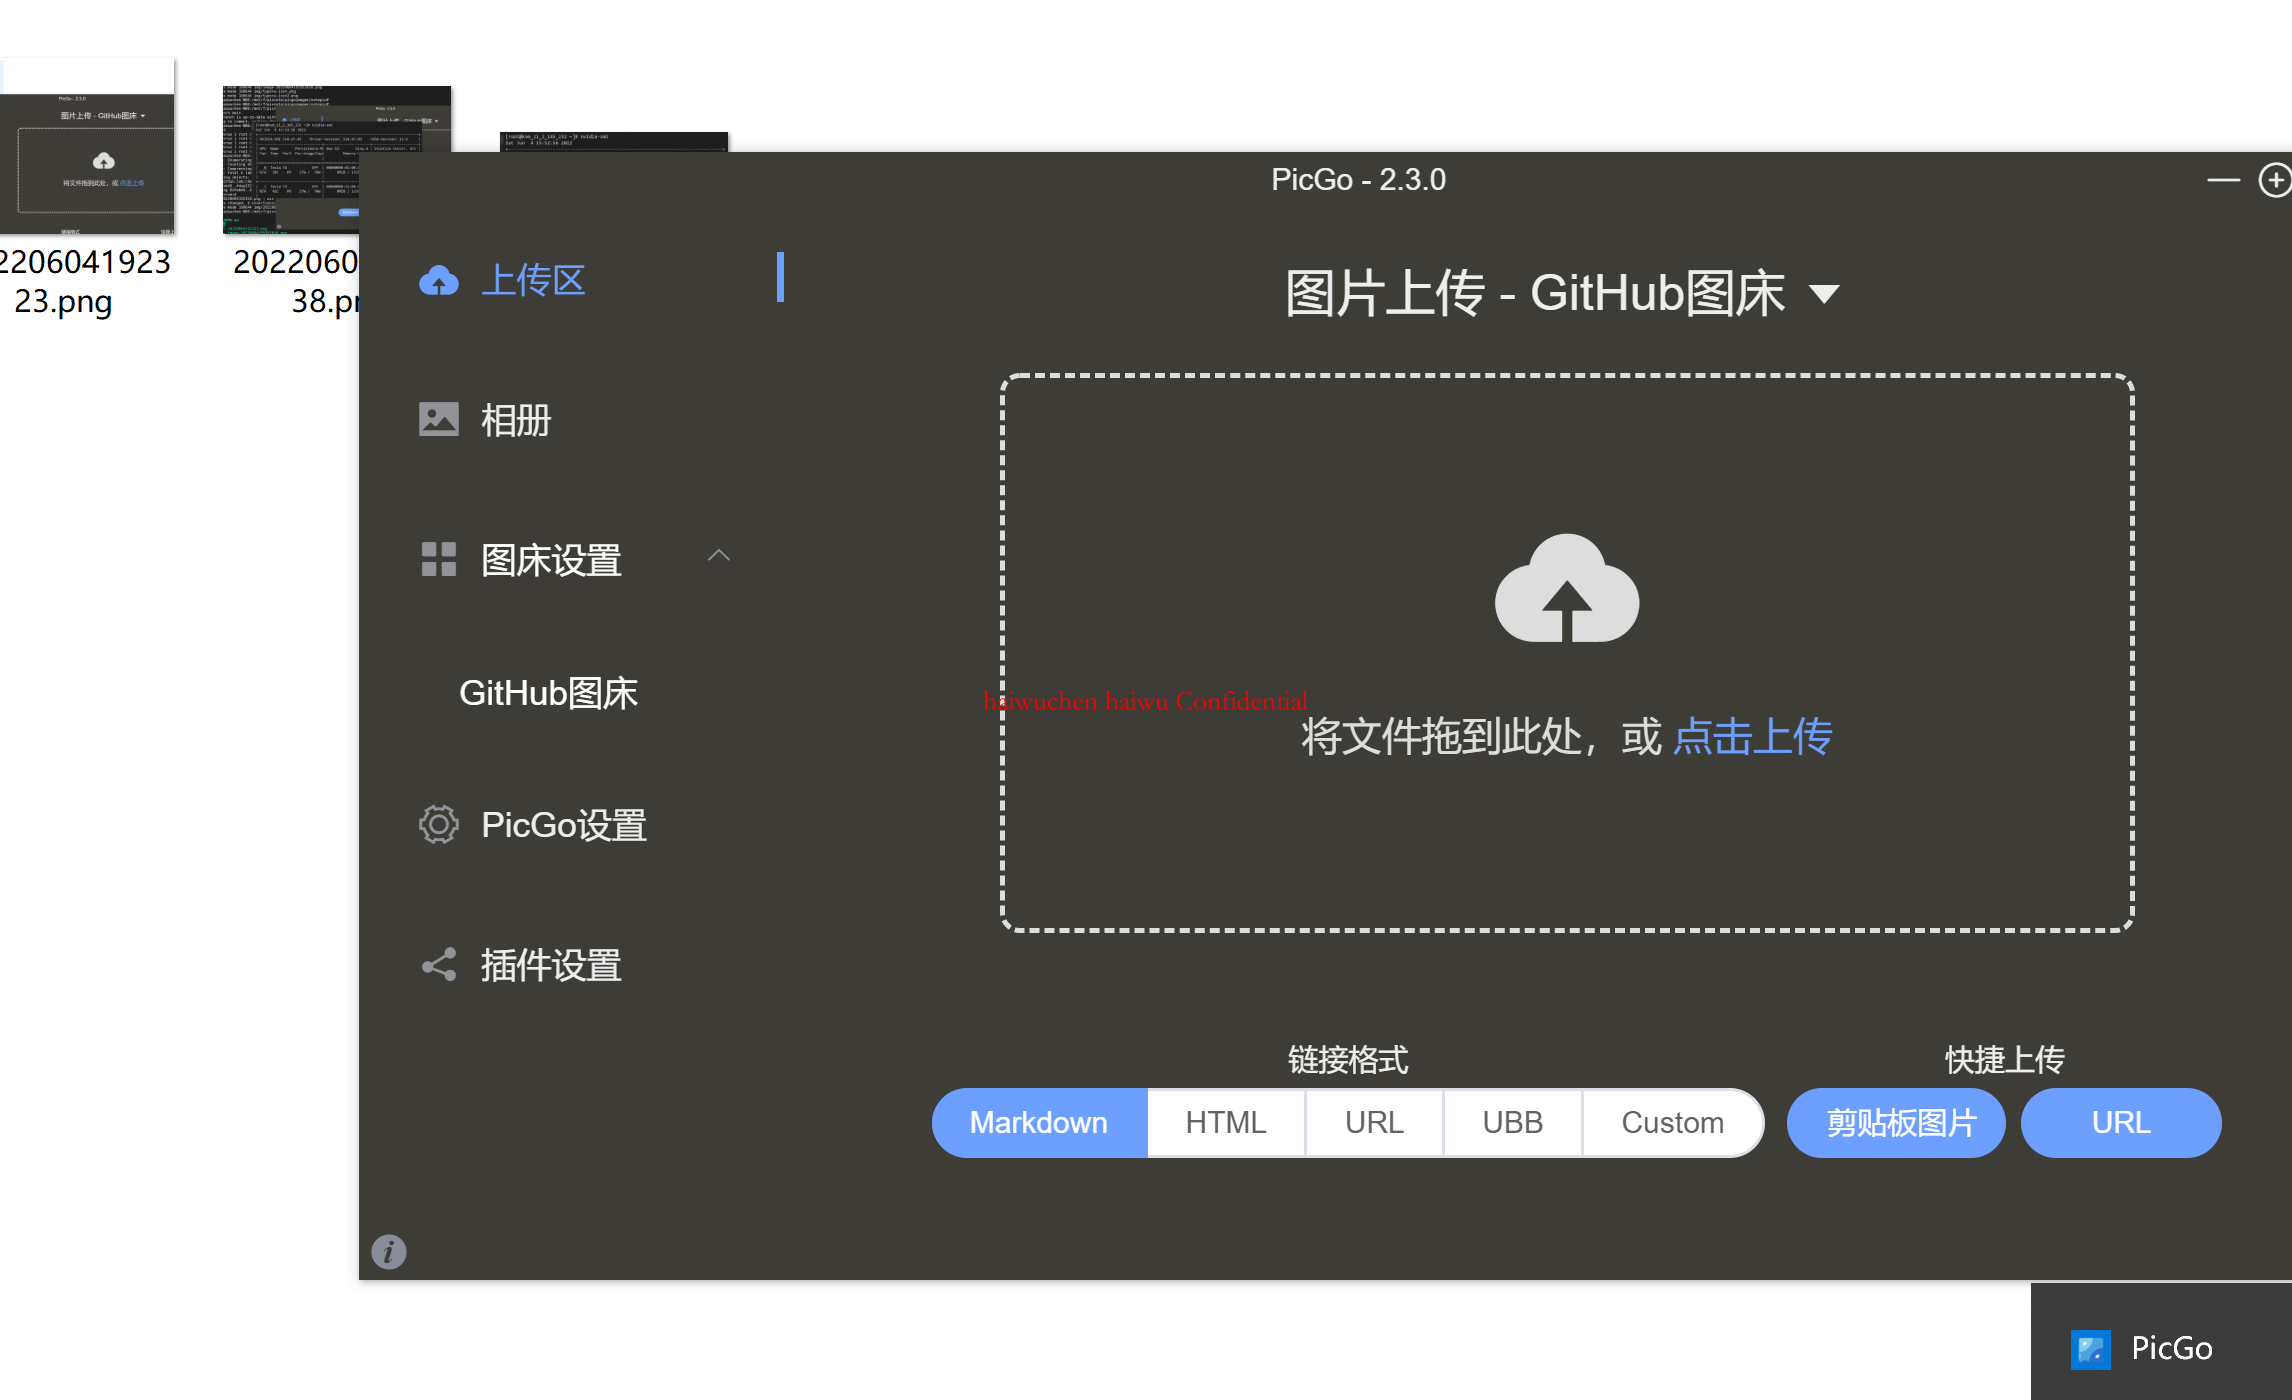 PicGo - 2.3.0
2206041923
23.png
2022060
38.pr
上传区
图片上传 - GitHub图床
相册
图床设置
GitHub图床
haiwuchen haiwu Confidential
将文件拖到此处，或 点击上传
PicGo设置
插件设置
链接格式
快捷上传
Markdown
HTML
URL
UBB
Custom
剪贴板图片
URL
PicGo